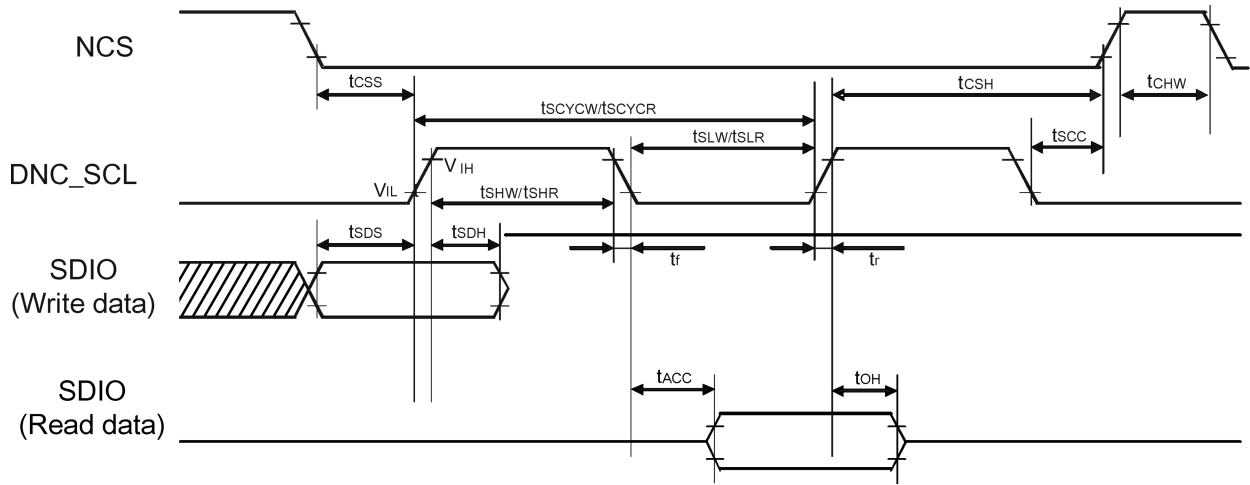 NCS
tCSS
tCSH
tCHW
tSCYCW/tSCYCR
tSLW/tSLR
tSCC
DNC_SCL
VIH
VIL
tSHW/tSHR
tSDS
tSDH
tf
tr
SDIO
(Write data)
tACC
tOH
SDIO
(Read data)